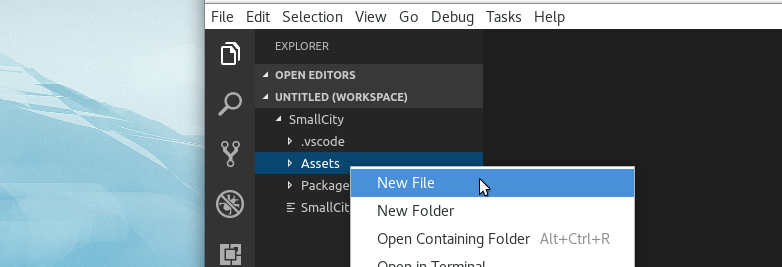 File Edit Selection View Go Debug Tasks Help
EXPLORER
OPEN EDITORS
UNTITLED (WORKSPACE)
SmallCity
.vscode
Assets
Package
SmallCit
New File
New Folder
Open Containing Folder Alt+Ctrl+R
Open in Terminal